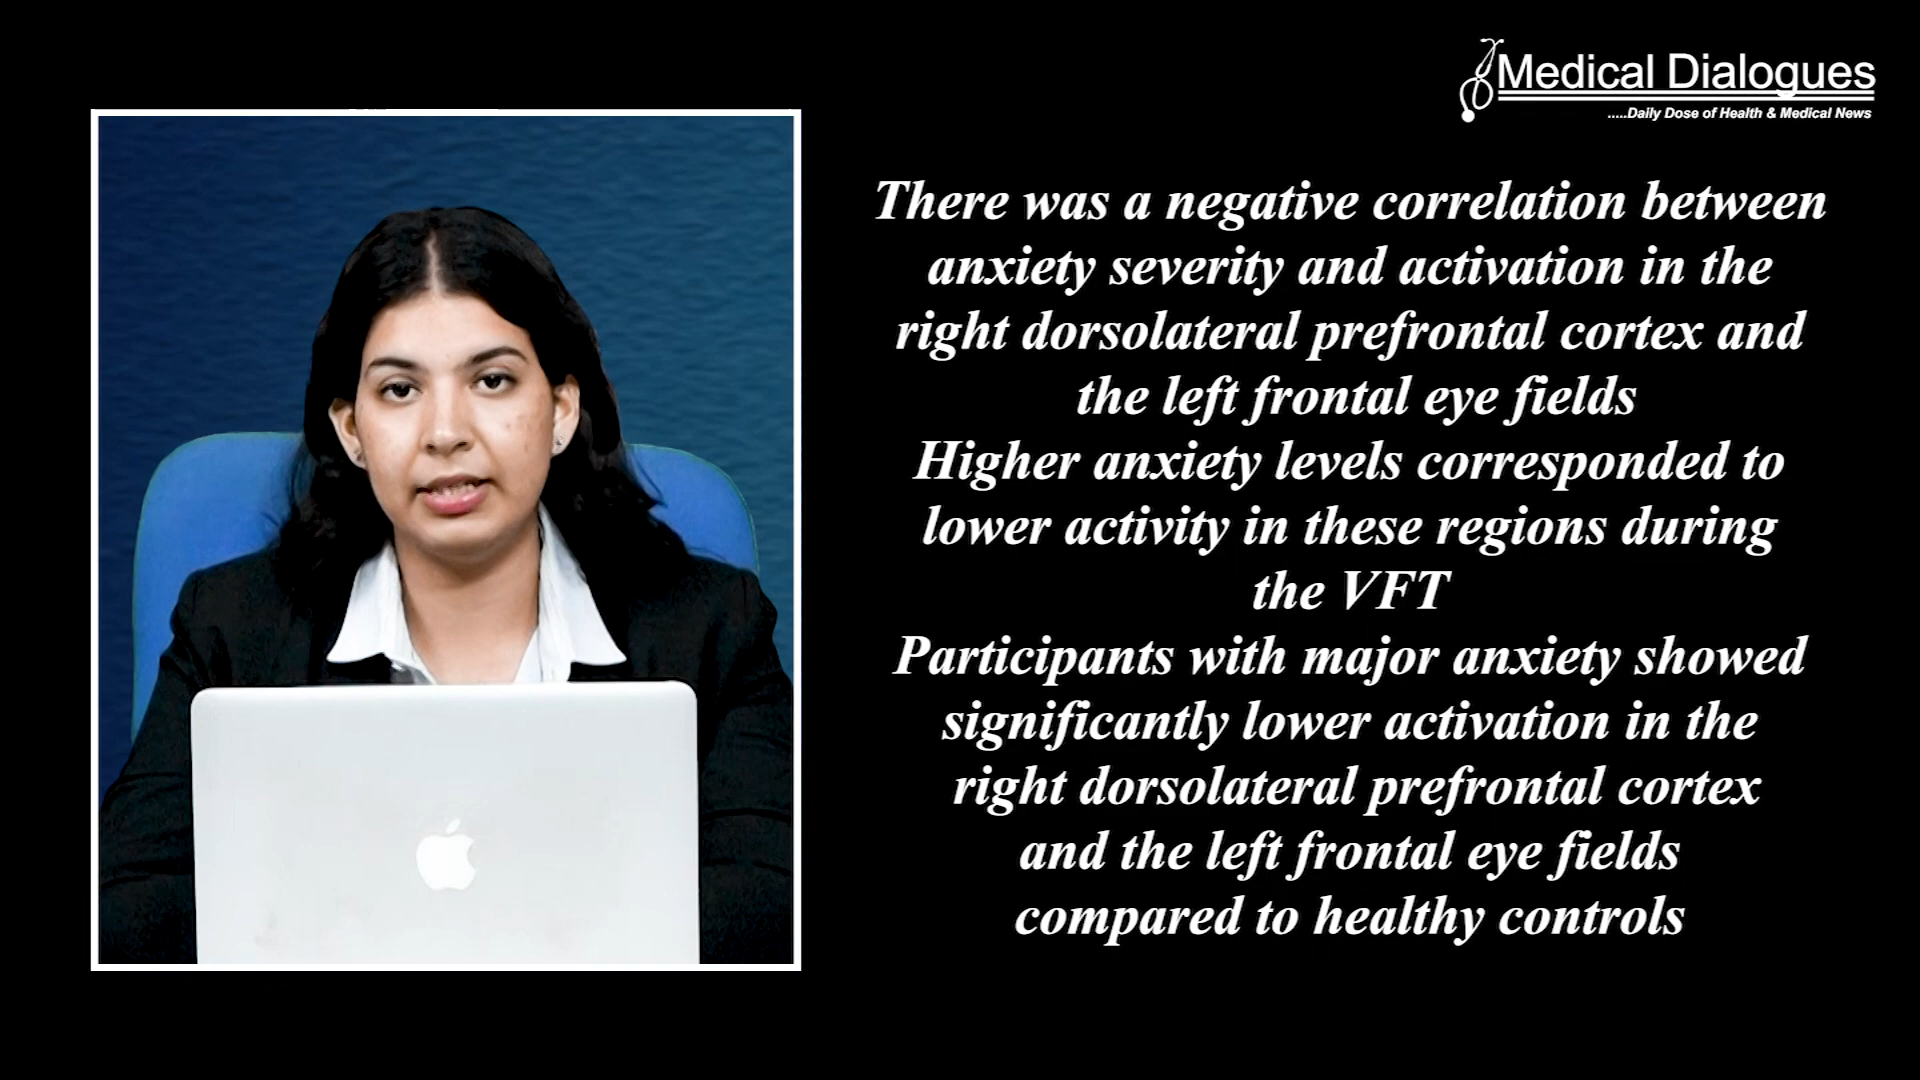 Medical Dialogues
.....Daily Dose of Health & Medical News
There was a negative correlation between
anxiety severity and activation in the
right dorsolateral prefrontal cortex and
the left frontal eye fields
Higher anxiety levels corresponded to
lower activity in these regions during
the VFT
Participants with major anxiety showed
significantly lower activation in the
right dorsolateral prefrontal cortex
and the left frontal eye fields
compared to healthy controls